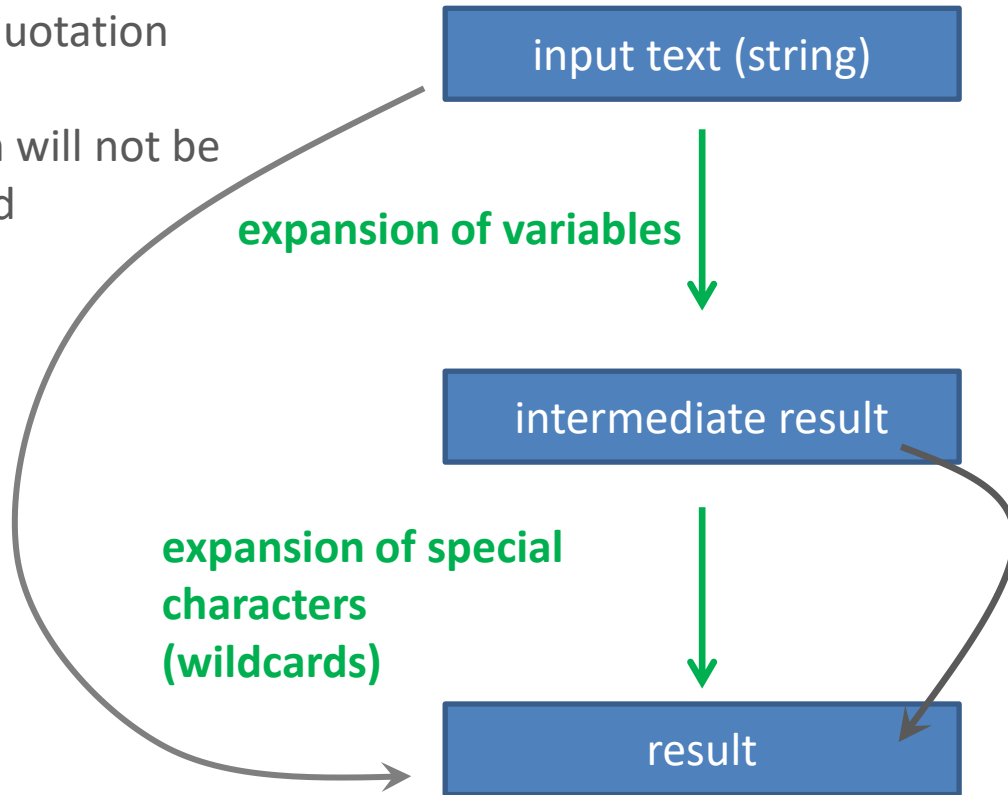 uotation
input text (string)
will not be
d
expansion of variables
intermediate result
expansion of special
characters
(wildcards)
result